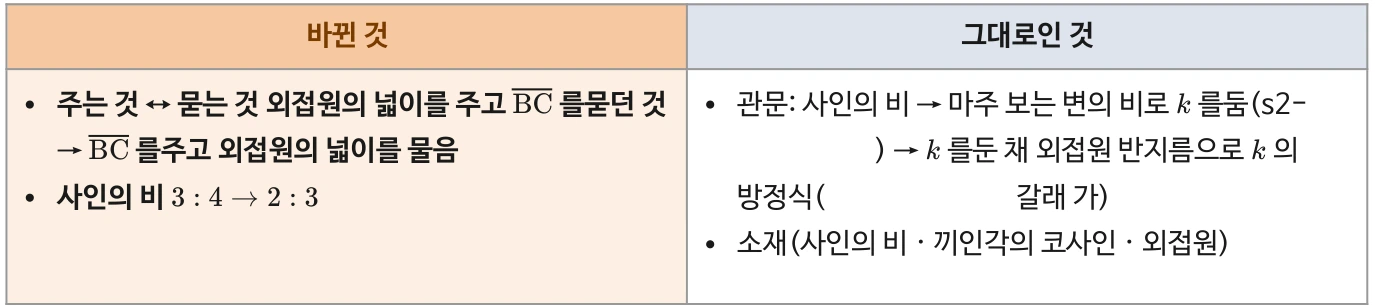 바뀐 것
그대로인 것
• 주는 것 ↔ 묻는 것 외접원의 넓이를 주고 \overline{BC} 를묻던 것
→ \overline{BC} 를주고 외접원의 넓이를 물음
• 사인의 비 3 : 4 → 2 : 3
• 관문: 사인의 비 → 마주 보는 변의 비로 k 를둠(s2-
) → k 를둔 채 외접원 반지름으로 k 의
방정식( 갈래 가)
• 소재(사인의 비 · 끼인각의 코사인 · 외접원)